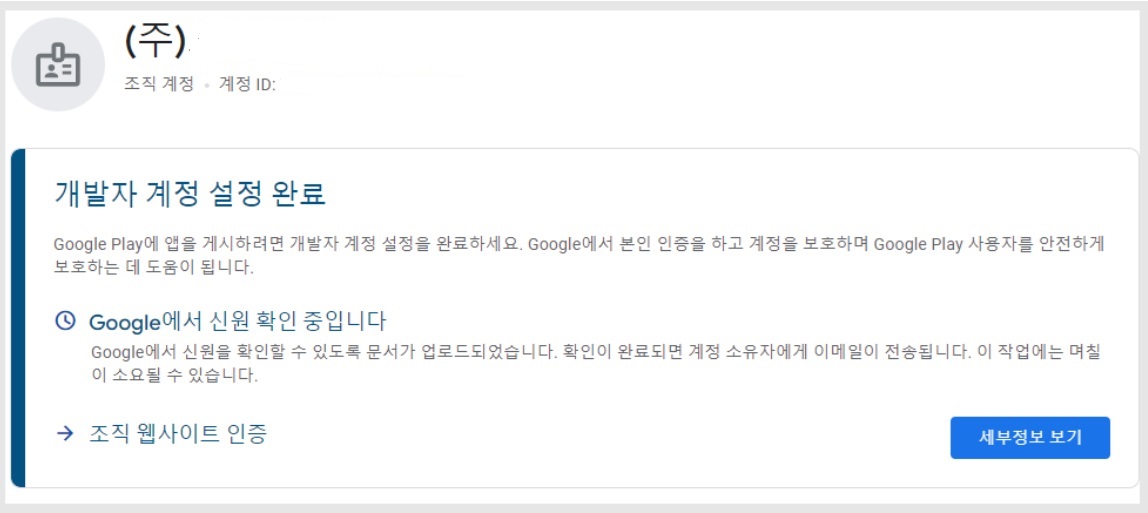 (주)
조직 계정 • 계정 ID:
개발자 계정 설정 완료
Google Play에 앱을 게시하려면 개발자 계정 설정을 완료하세요. Google에서 본인 인증을 하고 계정을 보호하며 Google Play 사용자를 안전하게
보호하는 데 도움이 됩니다.
Google에서 신원 확인 중입니다
Google에서 신원을 확인할 수 있도록 문서가 업로드되었습니다. 확인이 완료되면 계정 소유자에게 이메일이 전송됩니다. 이 작업에는 며칠
이 소요될 수 있습니다.
조직 웹사이트 인증
세부정보 보기